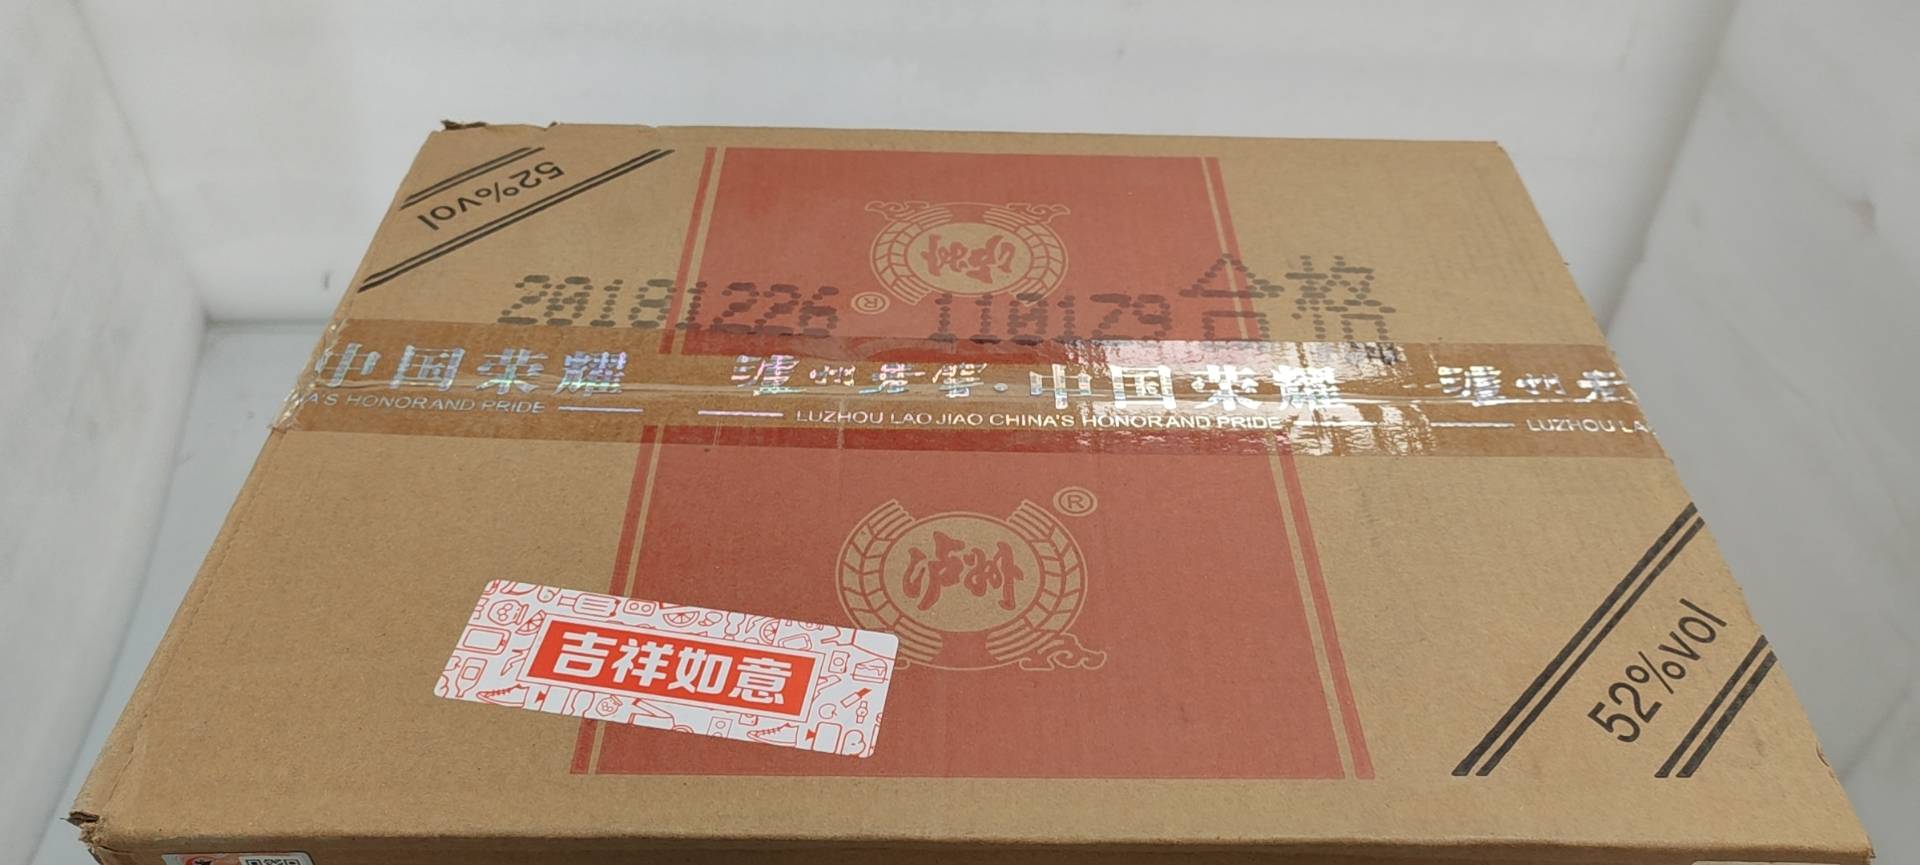 52%vol
20181226 110129 合格
中国荣耀 泸州老窖·中国荣耀 泸州老
A'S HONORAND PRIDE LUZHOU LAO JIAO CHINA'S HONORAND PRIDE LUZHOU LA
®
®
吉祥如意
52%vol